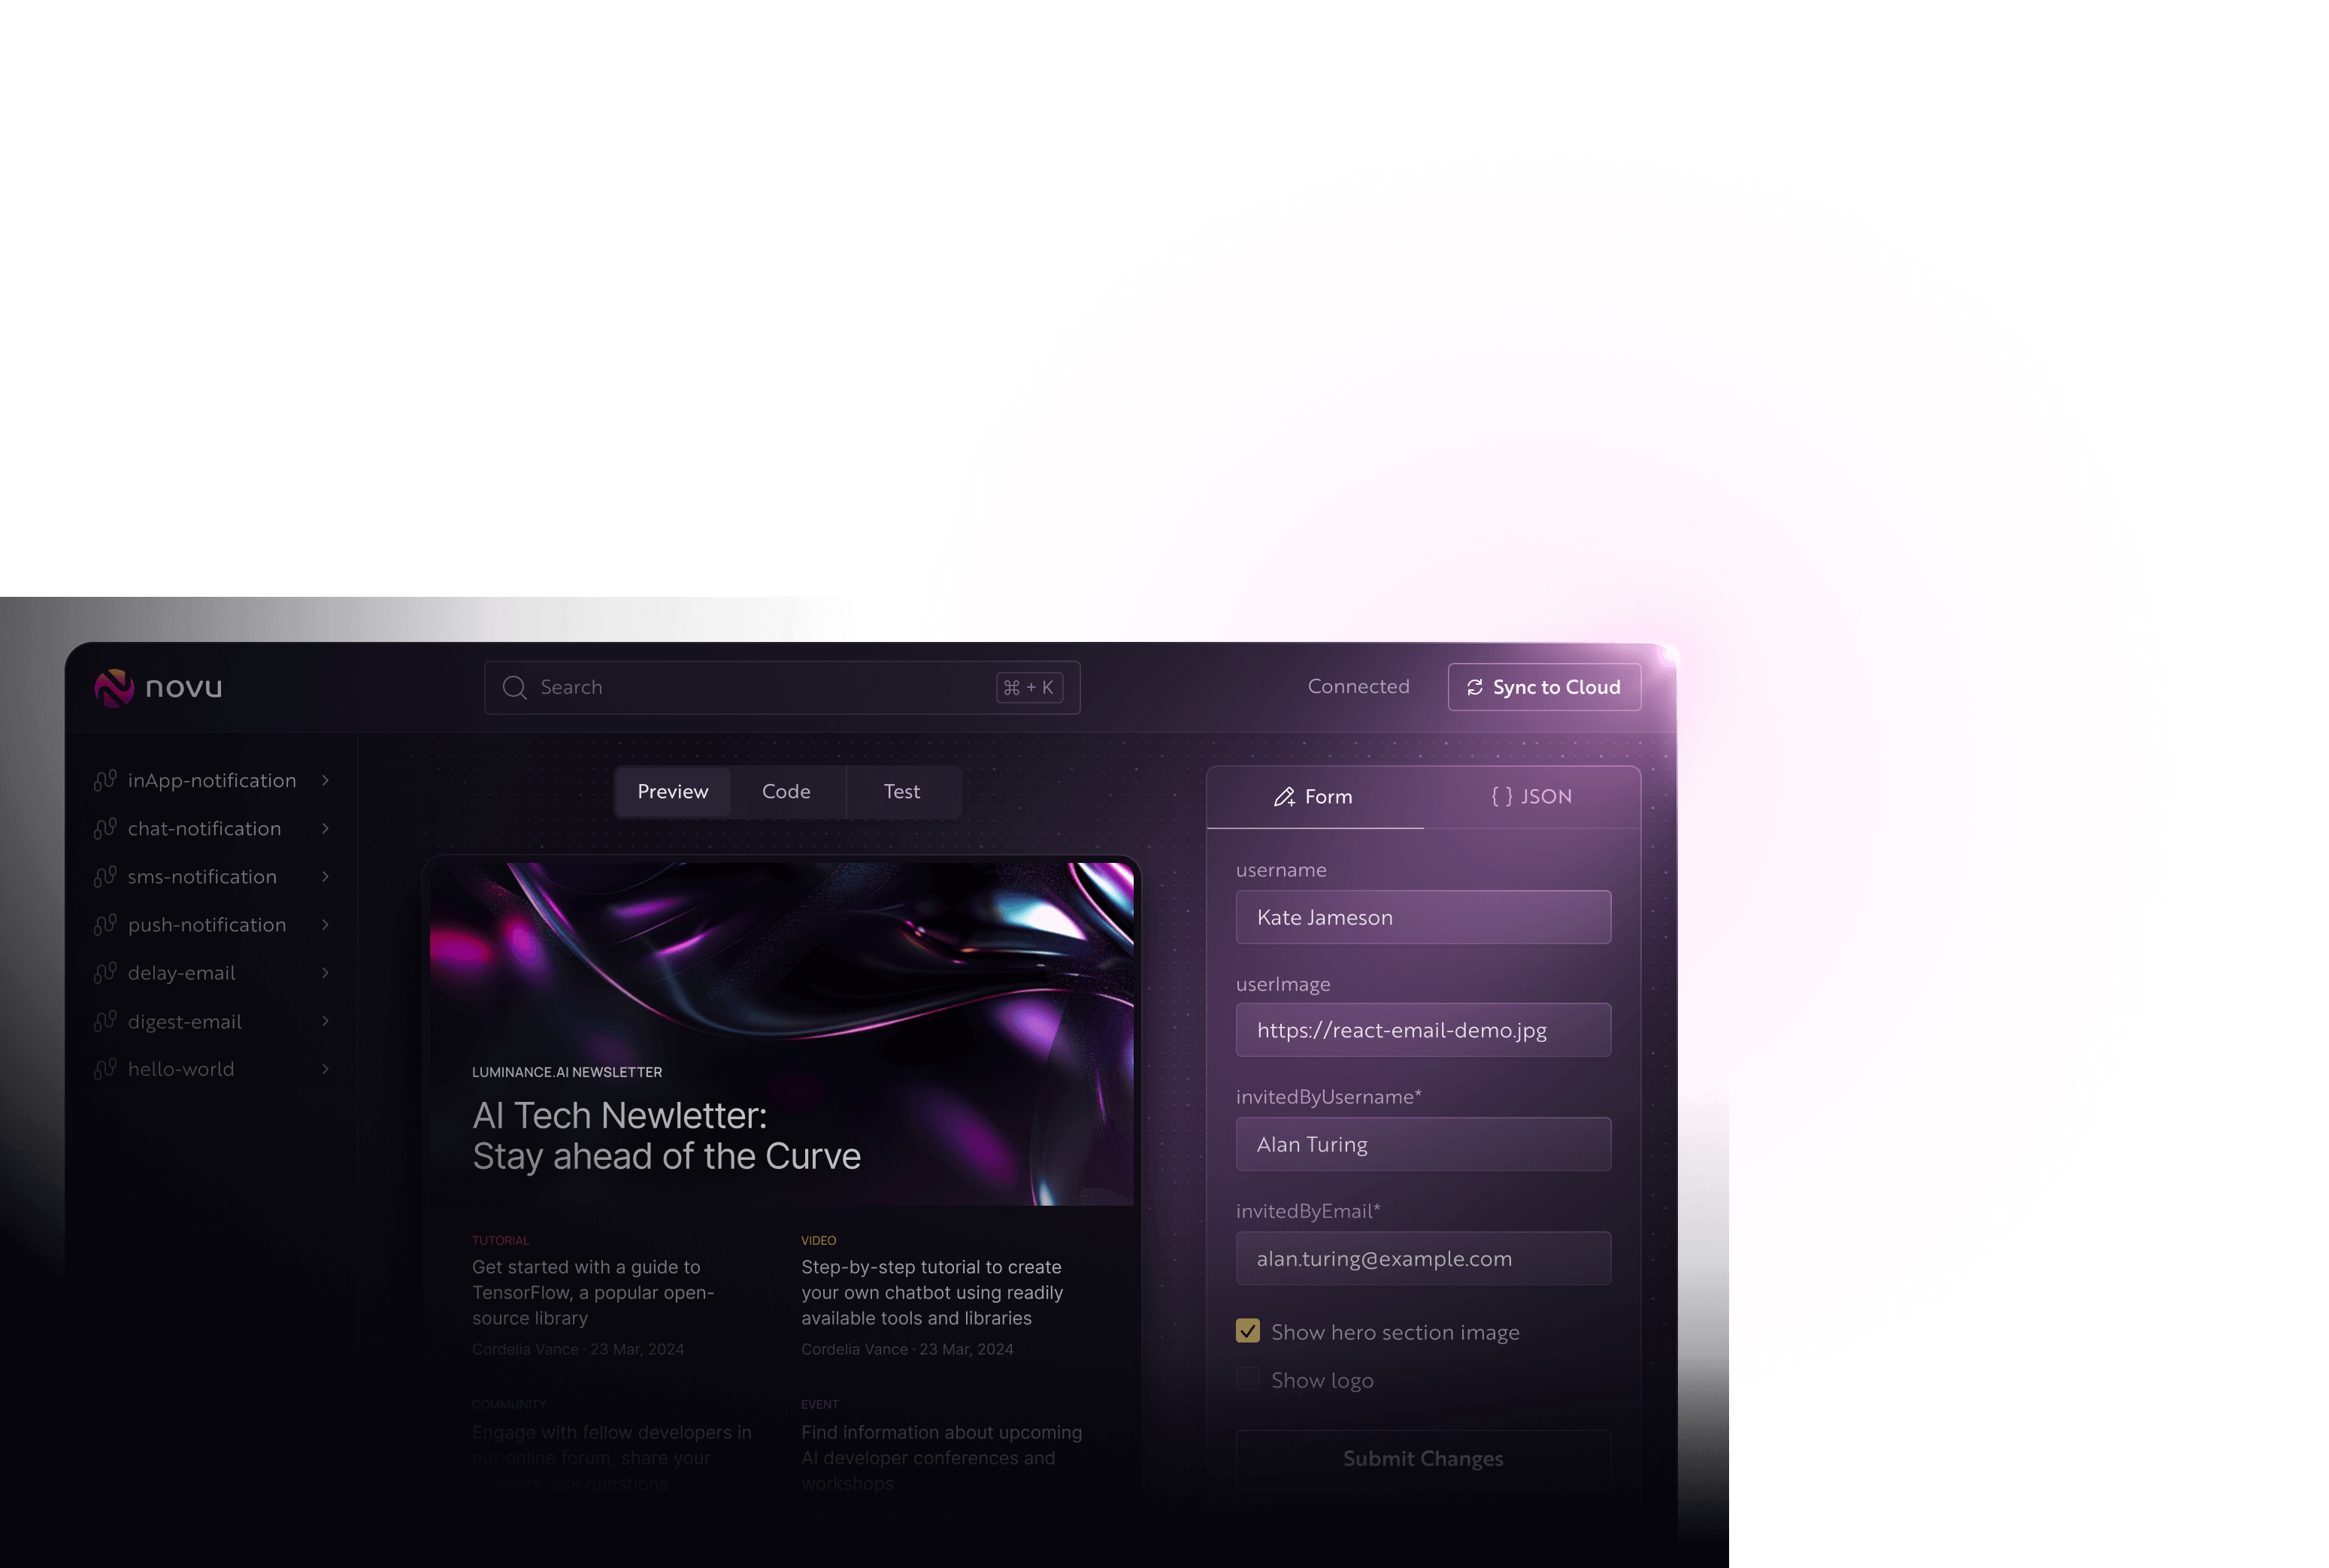 novu
Search
⌘ + K
Connected
Sync to Cloud
inApp-notification
chat-notification
sms-notification
push-notification
delay-email
digest-email
hello-world
Preview
Code
Test
LUMINANCE.AI NEWSLETTER
AI Tech Newletter:
Stay ahead of the Curve
TUTORIAL
Get started with a guide to
TensorFlow, a popular open-
source library
Cordelia Vance · 23 Mar, 2024
VIDEO
Step-by-step tutorial to create
your own chatbot using readily
available tools and libraries
Cordelia Vance · 23 Mar, 2024
COMMUNITY
Engage with fellow developers in
our online forum, share your
projects, ask questions
EVENT
Find information about upcoming
AI developer conferences and
workshops
Form
{ } JSON
username
Kate Jameson
userImage
https://react-email-demo.jpg
invitedByUsername*
Alan Turing
invitedByEmail*
alan.turing@example.com
Show hero section image
Show logo
Submit Changes